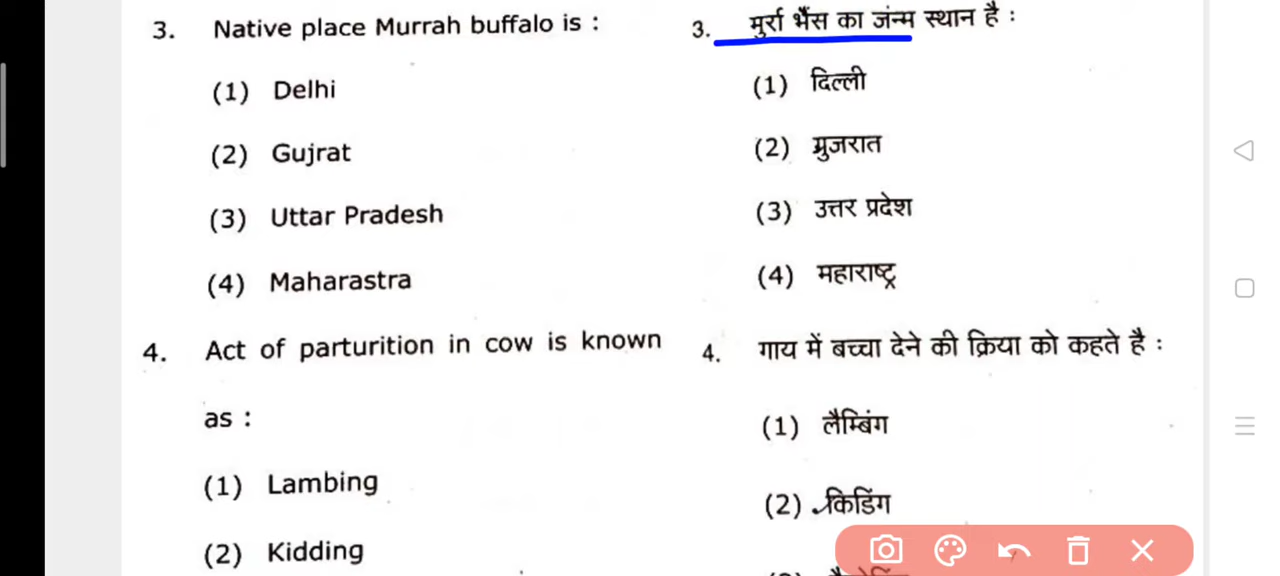 3. Native place Murrah buffalo is :
(1) Delhi
(2) Gujrat
(3) Uttar Pradesh
(4) Maharastra
4. Act of parturition in cow is known
as :
(1) Lambing
(2) Kidding
3. मुर्रा भैंस का जंन्म स्थान है :
(1) दिल्ली
(2) गुजरात
(3) उत्तर प्रदेश
(4) महाराष्ट्र
4. गाय में बच्चा देने की क्रिया को कहते है :
(1) लैम्बिंग
(2) किडिंग